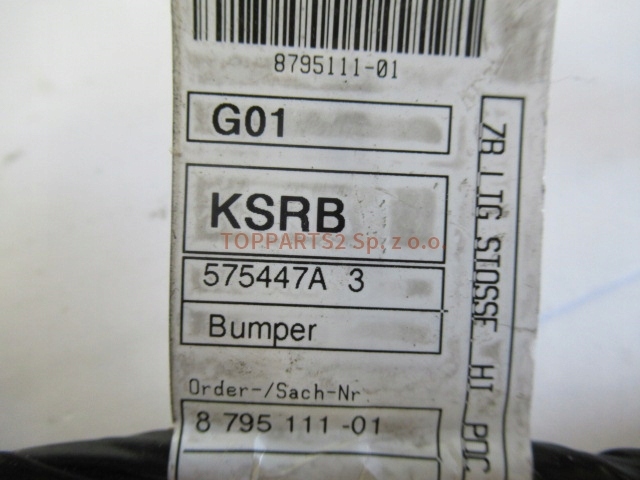 8795111-01
G01
KSRB
TOPPARTS2 Sp. z o.o.
575447A 3
Bumper
Order-/Sach-Nr
8 795 111 -01
ZB LTG STOSSF. HI PDC